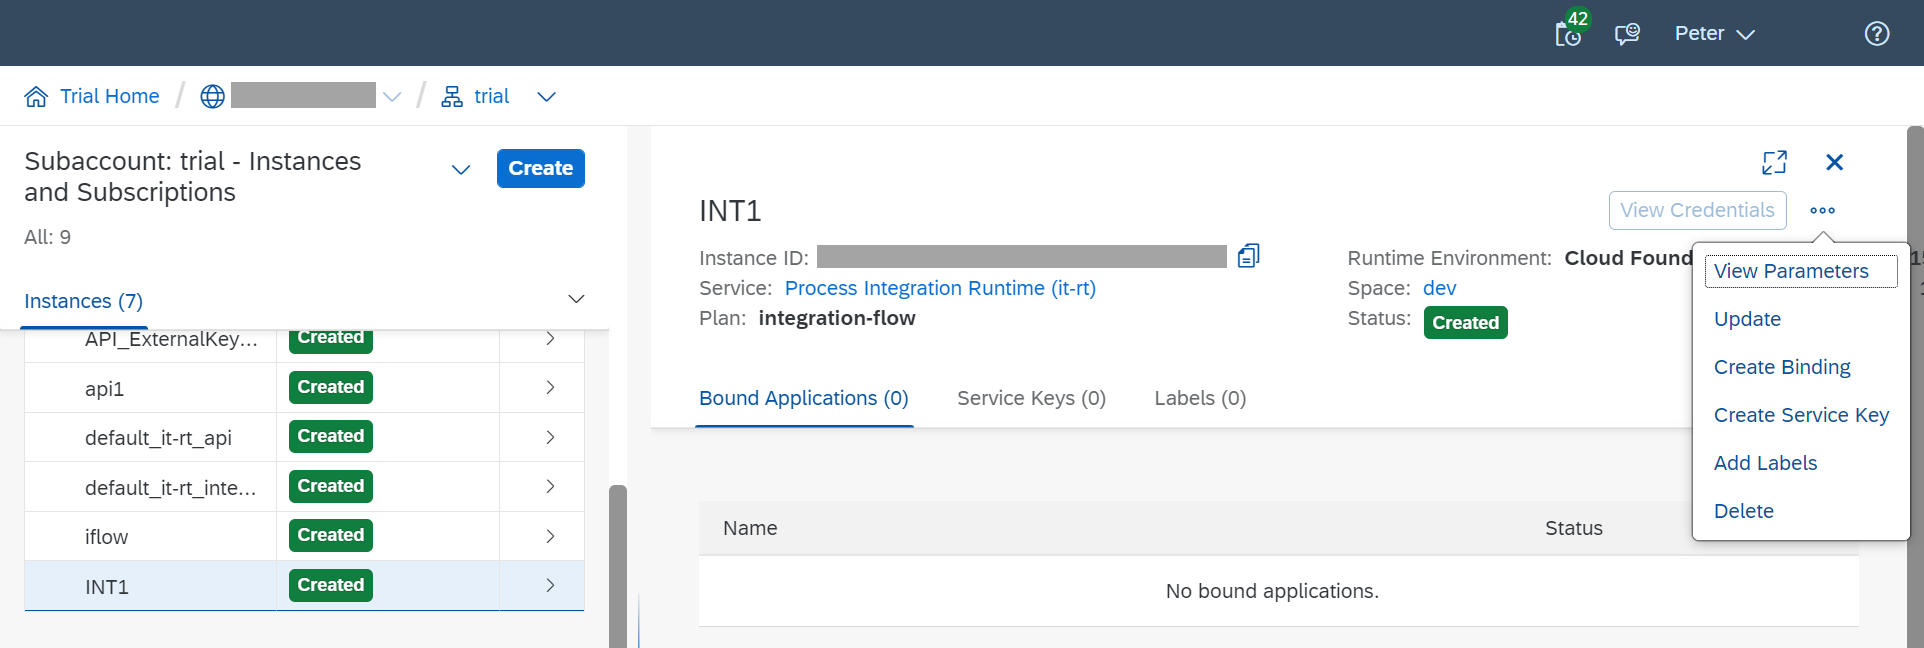 42
Peter
Trial Home / / trial
Subaccount: trial - Instances
and Subscriptions
Create
All: 9
Instances (7)
API_ExternalKey... Created
api1 Created
default_it-rt_api Created
default_it-rt_inte... Created
iflow Created
INT1 Created
INT1
View Credentials
Instance ID:
Service: Process Integration Runtime (it-rt)
Plan: integration-flow
Runtime Environment: Cloud Found
Space: dev
Status: Created
View Parameters
Update
Create Binding
Create Service Key
Add Labels
Delete
Bound Applications (0) Service Keys (0) Labels (0)
Name Status
No bound applications.